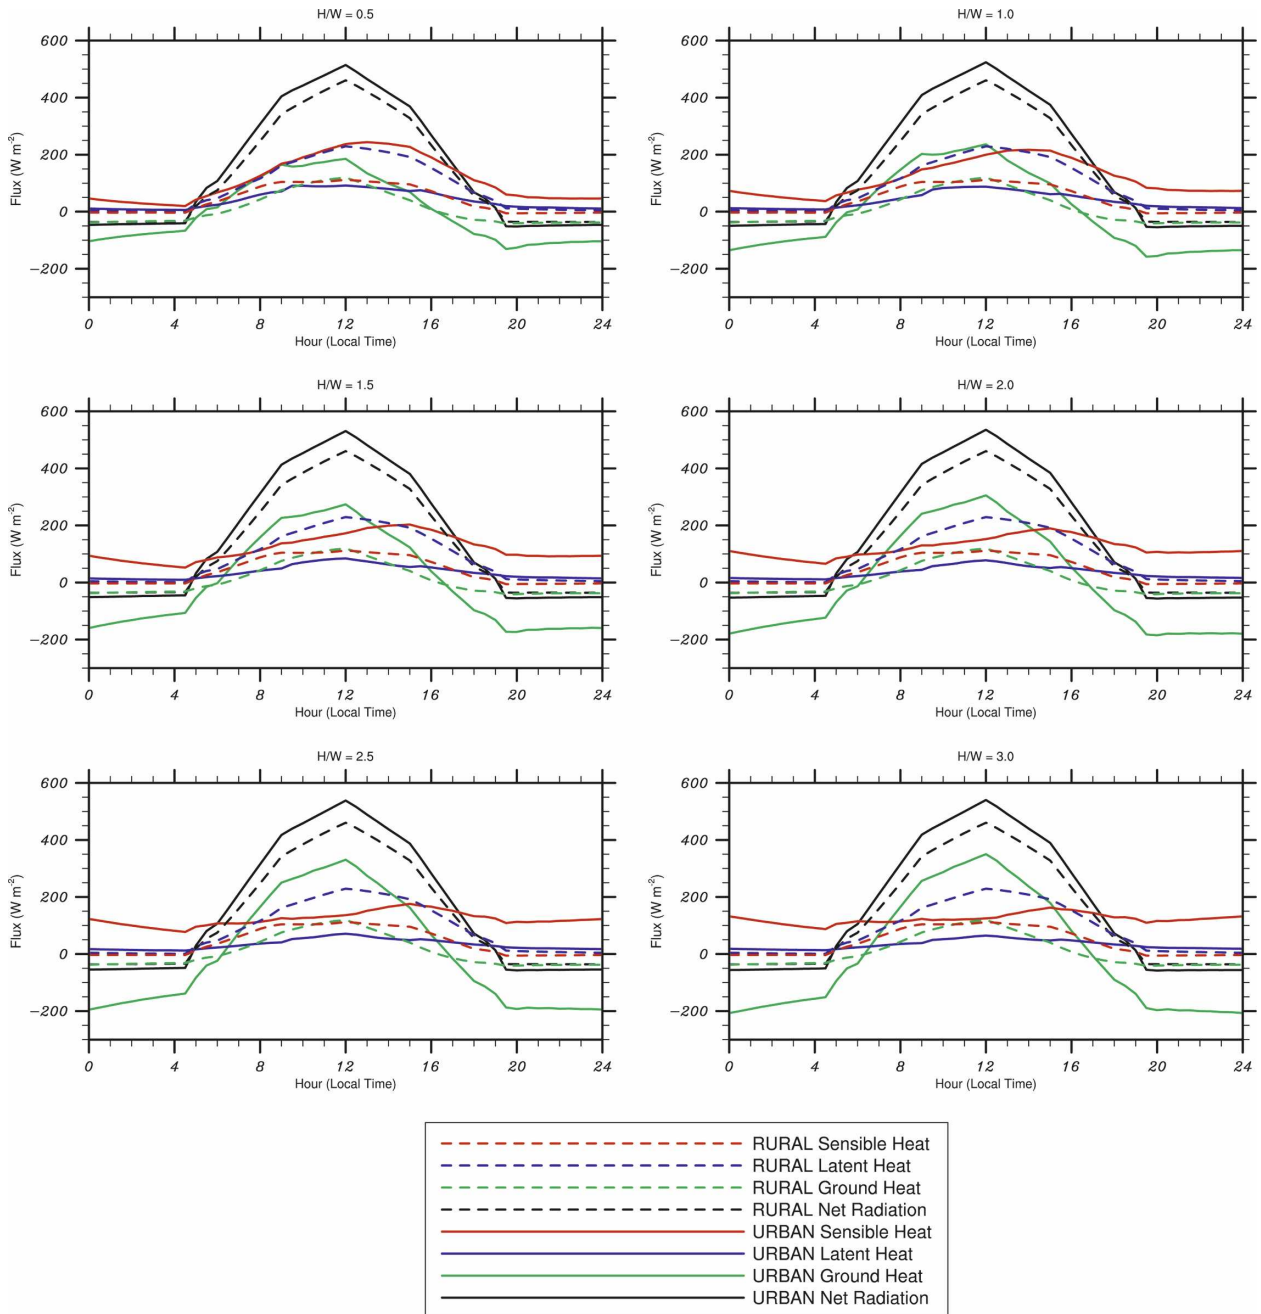 H/W = 0.5
600
400
200
0
−200
Flux (W m-2)
0 4 8 12 16 20 24
Hour (Local Time)
H/W = 1.0
600
400
200
0
−200
Flux (W m-2)
0 4 8 12 16 20 24
Hour (Local Time)
H/W = 1.5
600
400
200
0
−200
Flux (W m-2)
0 4 8 12 16 20 24
Hour (Local Time)
H/W = 2.0
600
400
200
0
−200
Flux (W m-2)
0 4 8 12 16 20 24
Hour (Local Time)
H/W = 2.5
600
400
200
0
−200
Flux (W m-2)
0 4 8 12 16 20 24
Hour (Local Time)
H/W = 3.0
600
400
200
0
−200
Flux (W m-2)
0 4 8 12 16 20 24
Hour (Local Time)
RURAL Sensible Heat
RURAL Latent Heat
RURAL Ground Heat
RURAL Net Radiation
URBAN Sensible Heat
URBAN Latent Heat
URBAN Ground Heat
URBAN Net Radiation